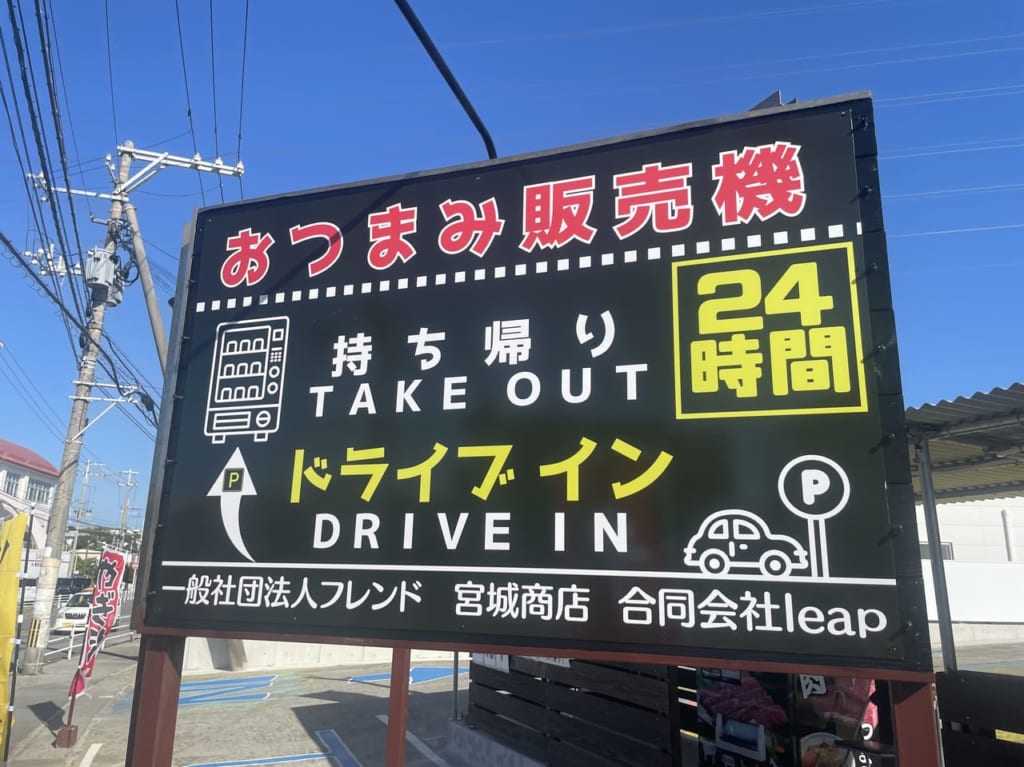 おつまみ販売機
持ち帰り
TAKE OUT
24
時間
P
ドライブイン
DRIVE IN
P
一般社団法人フレンド 宮城商店 合同会社leap